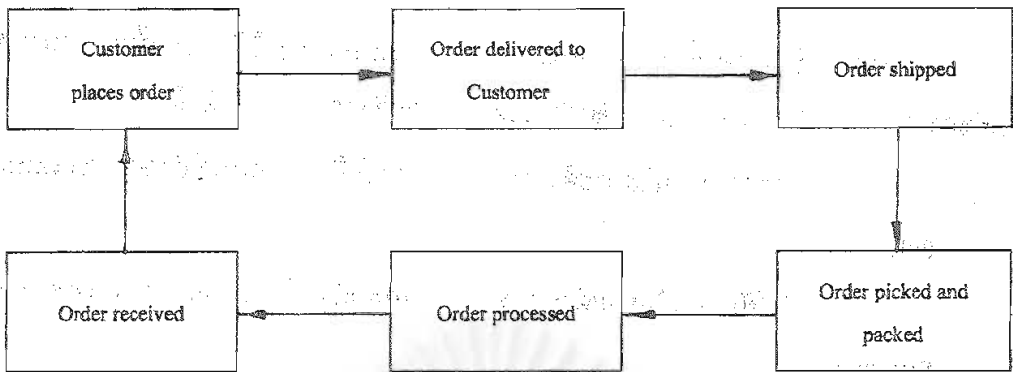 Customer
places order
Order delivered to
Customer
Order shipped
Order received
Order processed
Order picked and
packed